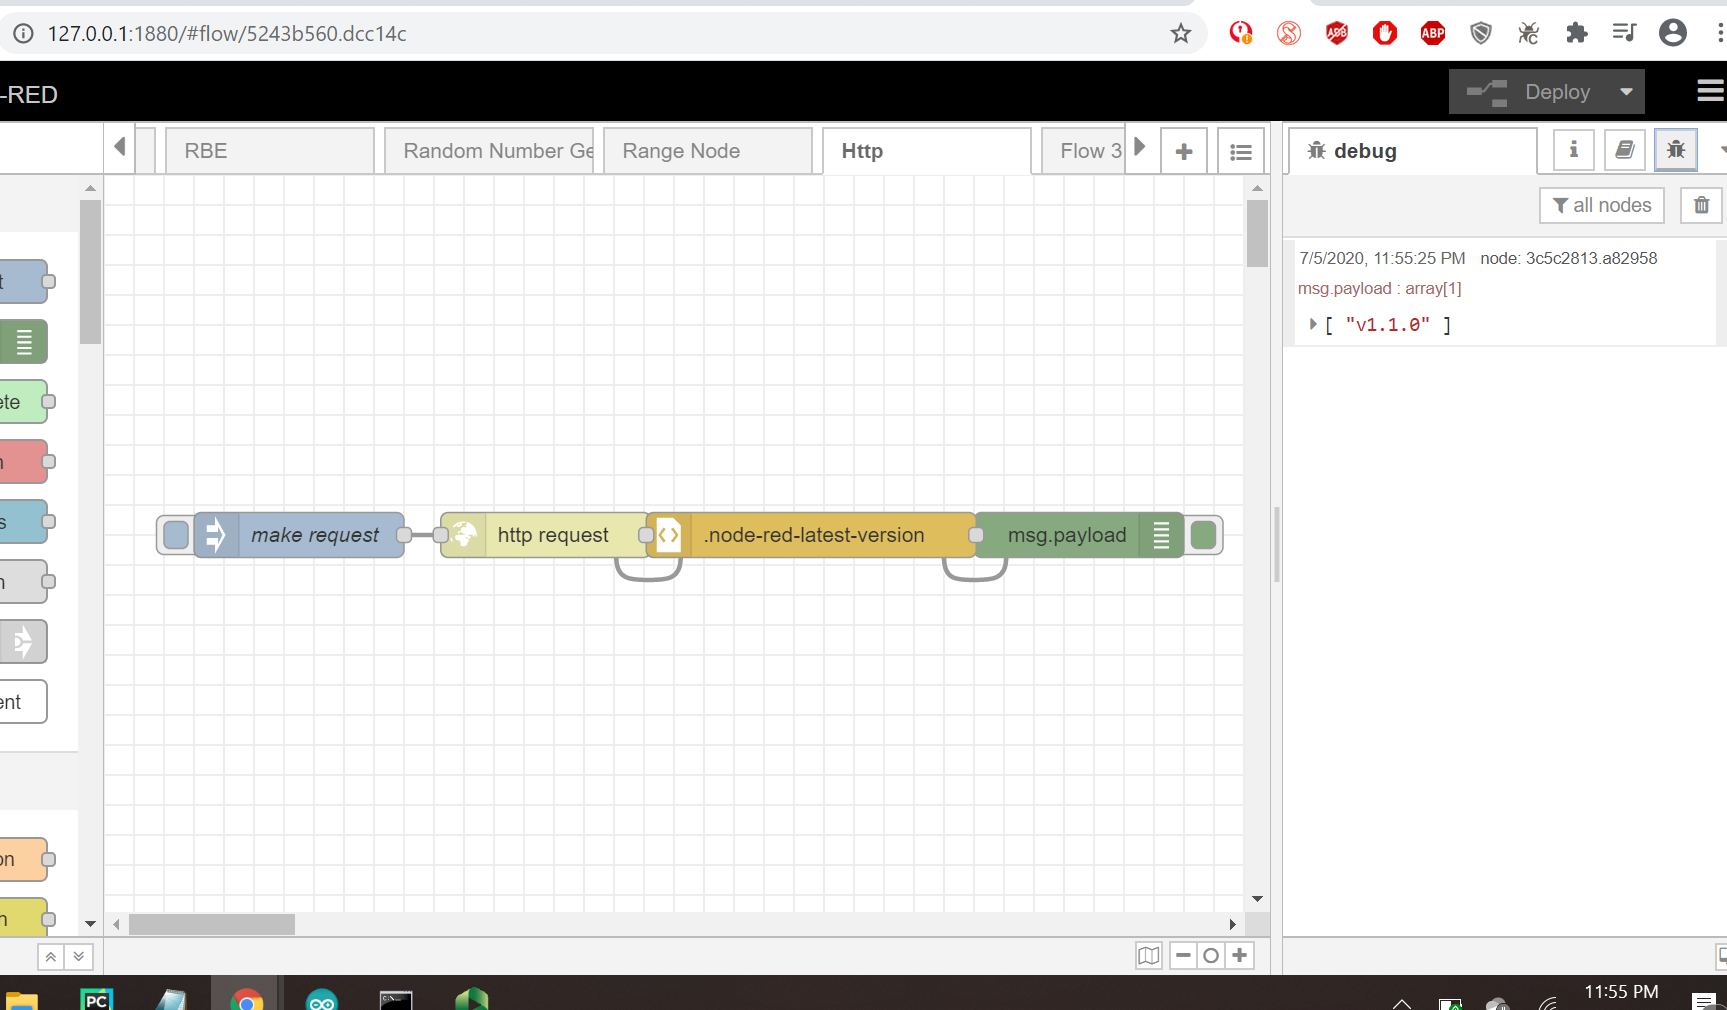 127.0.0.1:1880/#flow/5243b560.dcc14c
ABP
-RED
Deploy
RBE
Random Number Ge
Range Node
Http
Flow 3
debug
all nodes
7/5/2020, 11:55:25 PM node: 3c5c2813.a82958
msg.payload : array[1]
[ "v1.1.0" ]
t
ete
n
s
n
ent
make request
http request
.node-red-latest-version
msg.payload
on
n
PC
11:55 PM